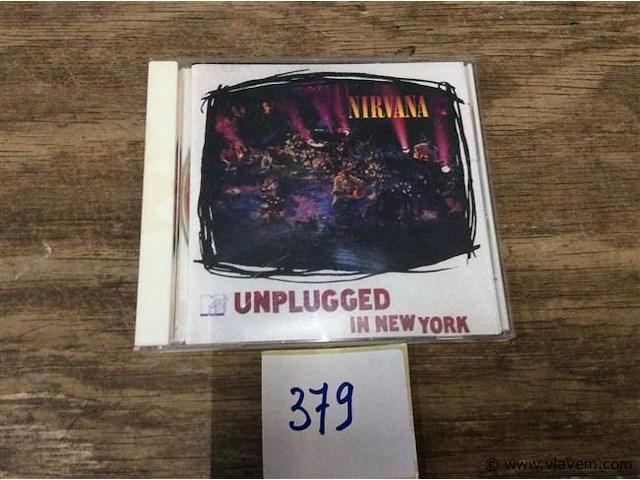 NIRVANA
MTV UNPLUGGED
IN NEW YORK
379
© www.vlavem.com